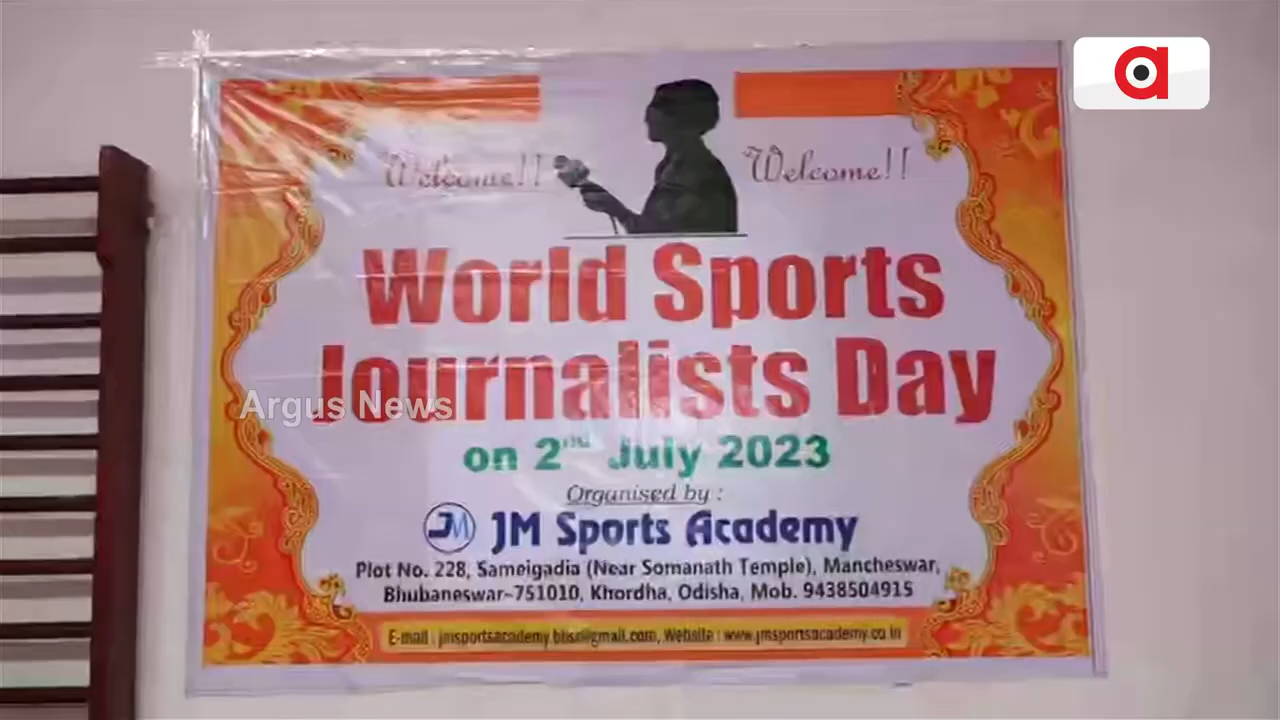 Welcome!! Welcome!!
World Sports
Journalists Day
Argus News
on 2nd July 2023
Organised by :
JM JM Sports Academy
Plot No. 228, Sameigadia (Near Somanath Temple), Mancheswar,
Bhubaneswar-751010, Khordha, Odisha, Mob. 9438504915
E-mail : jmsportsacademy.bbsr@gmail.com, Website : www.jmsportsacademy.co.in